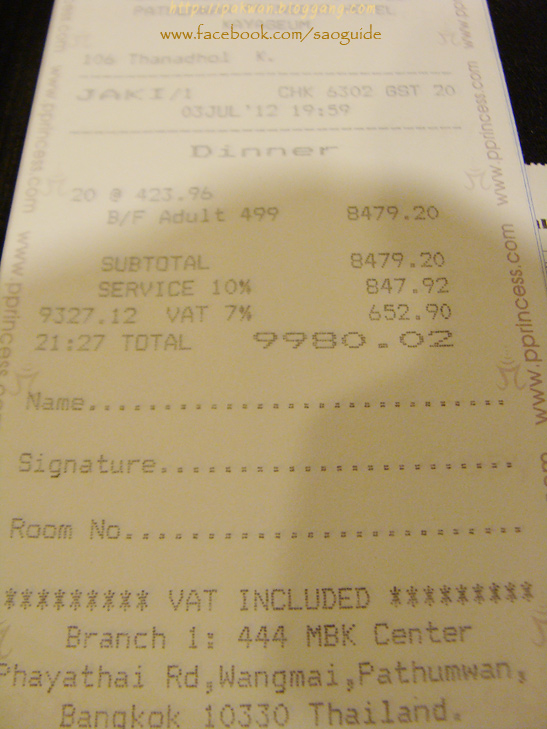 www.facebook.com/saoguide
106 Thanadhol K.
JAKI/1 CHK 6302 GST 20
03JUL'12 19:59
Dinner
20 @ 423.96
B/F Adult 499 8479.20
SUBTOTAL 8479.20
SERVICE 10% 847.92
9327.12 VAT 7% 652.90
21:27 TOTAL 9980.02
Name..............................
Signature..........................
Room No............................
********* VAT INCLUDED *********
Branch 1: 444 MBK Center
Phayathai Rd,Wangmai,Pathumwan,
Bangkok 10330 Thailand.
www.pprincess.com
www.pprincess.com
www.pprincess.com
www.pprincess.com